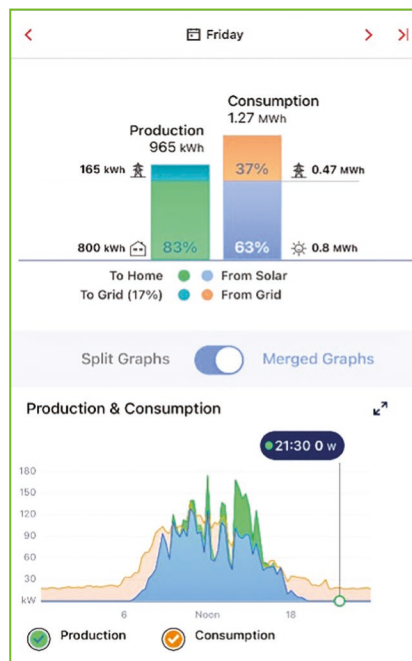 Friday
Consumption
1.27 MWh
Production
965 kWh
165 kWh
37%
0.47 MWh
800 kWh
83%
63%
0.8 MWh
To Home From Solar
To Grid (17%) From Grid
Split Graphs Merged Graphs
Production & Consumption
21:30 0 w
180
150
120
90
60
30
kW
6 Noon 18
Production Consumption